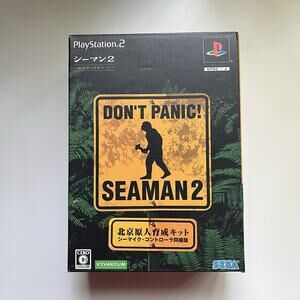 PlayStation.2
シーマン2
DON'T PANIC!
SEAMAN 2
北京原人育成キット
シーマイク・コントローラ同梱版
CERO
VIVARIUM
SEGA